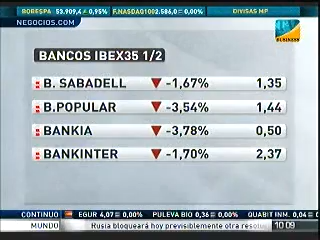 BOBESPA 53.909,4 ▲ 0,95% F.NASDAQ100 2.586,0 = 0,00% DIVISAS MP
NEGOCIOS.COM
BUSINESS
BANCOS IBEX35 1/2
B. SABADELL ▼ -1,67% 1,35
B.POPULAR ▼ -3,54% 1,44
BANKIA ▼ -3,78% 0,50
BANKINTER ▼ -1,70% 2,37
CONTINUO EGUR 4,07 = 0,00% PULEVA BIO 0,36 = 0,00% QUABIT INM. 0,04 =
MUNDO Rusia bloqueará hoy previsiblemente otra resolu 10:09